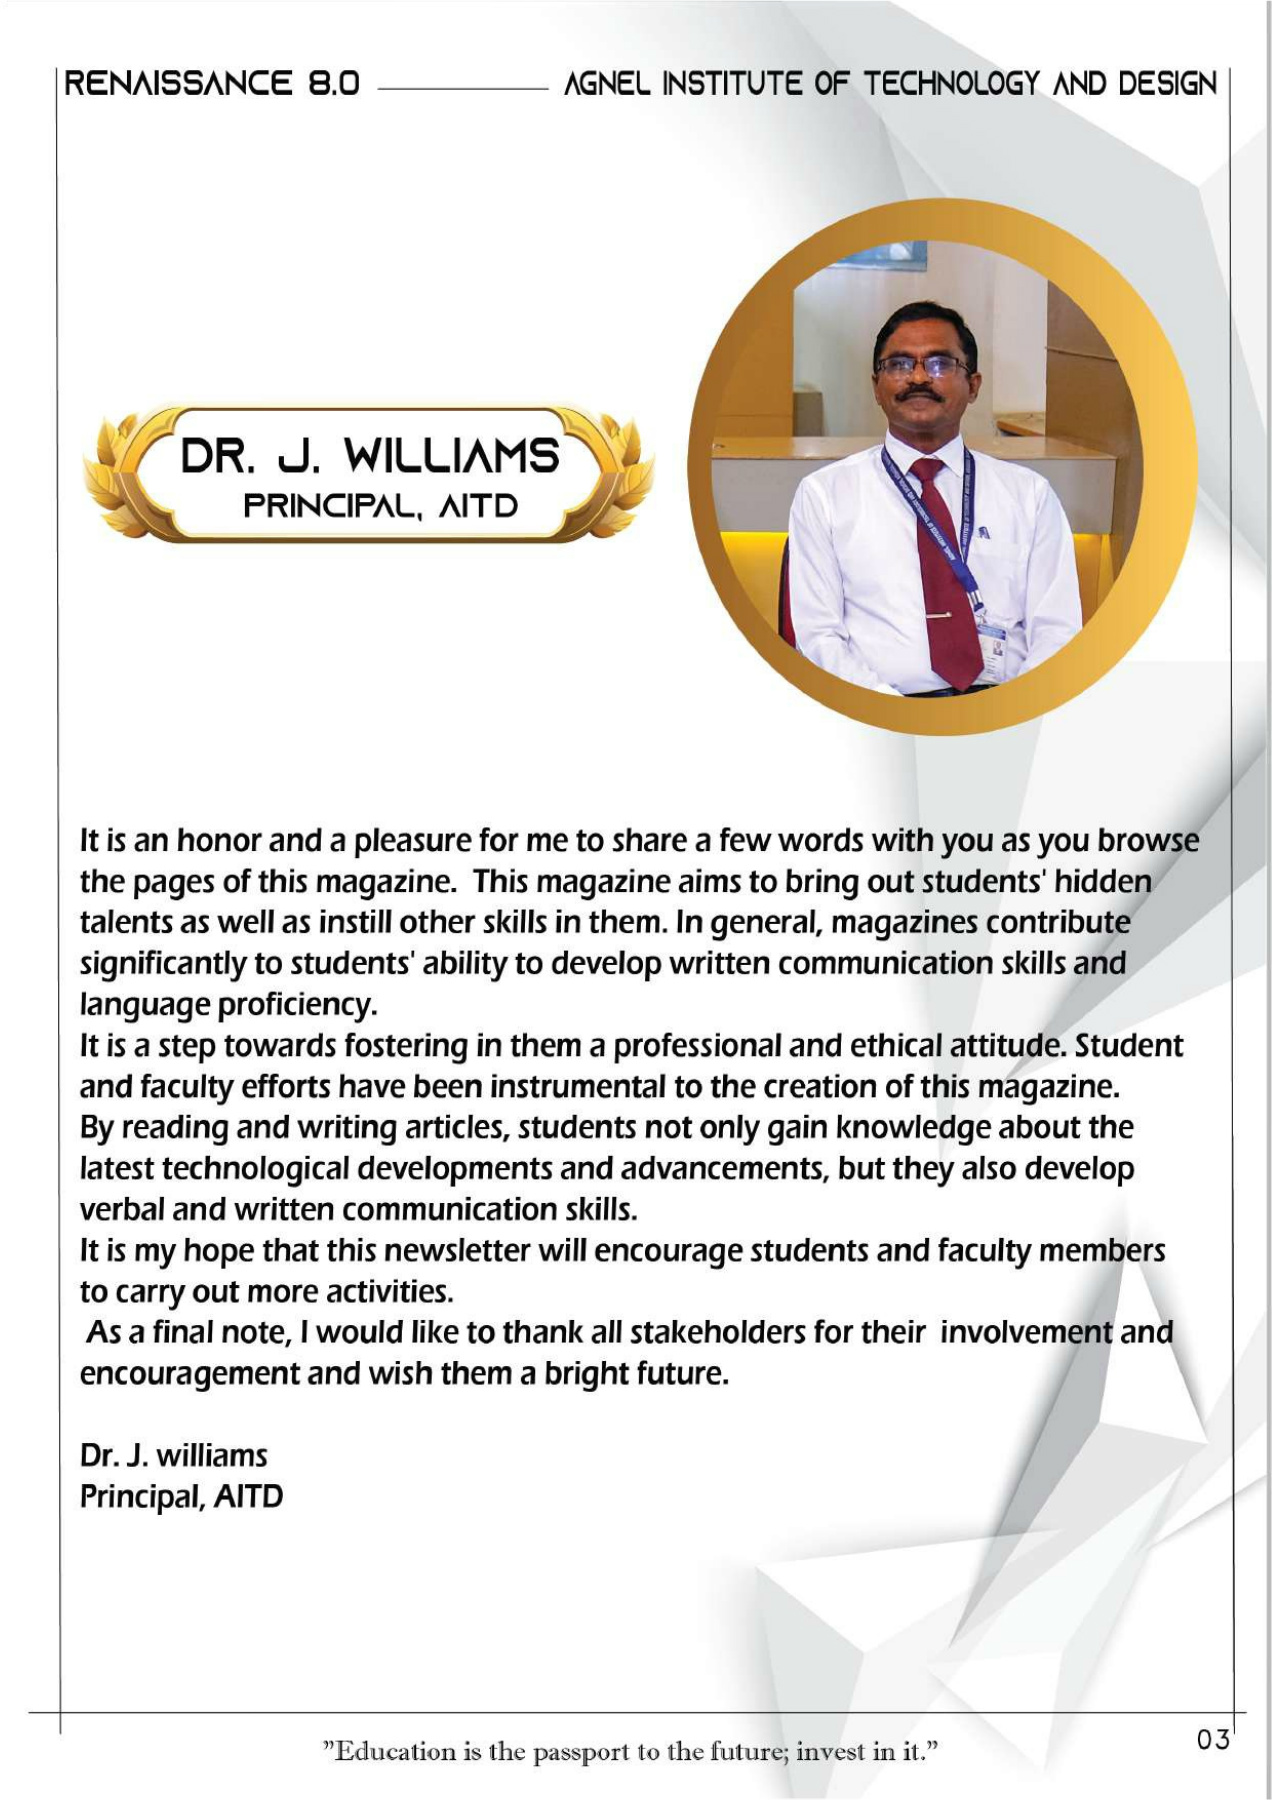 RENAISSANCE 8.0
AGNEL INSTITUTE OF TECHNOLOGY AND DESIGN
DR. J. WILLIAMS
PRINCIPAL, AITD
It is an honor and a pleasure for me to share a few words with you as you browse
the pages of this magazine. This magazine aims to bring out students' hidden
talents as well as instill other skills in them. In general, magazines contribute
significantly to students' ability to develop written communication skills and
language proficiency.
It is a step towards fostering in them a professional and ethical attitude. Student
and faculty efforts have been instrumental to the creation of this magazine.
By reading and writing articles, students not only gain knowledge about the
latest technological developments and advancements, but they also develop
verbal and written communication skills.
It is my hope that this newsletter will encourage students and faculty members
to carry out more activities.
As a final note, I would like to thank all stakeholders for their involvement and
encouragement and wish them a bright future.
Dr. J. williams
Principal, AITD
”Education is the passport to the future; invest in it.”
03